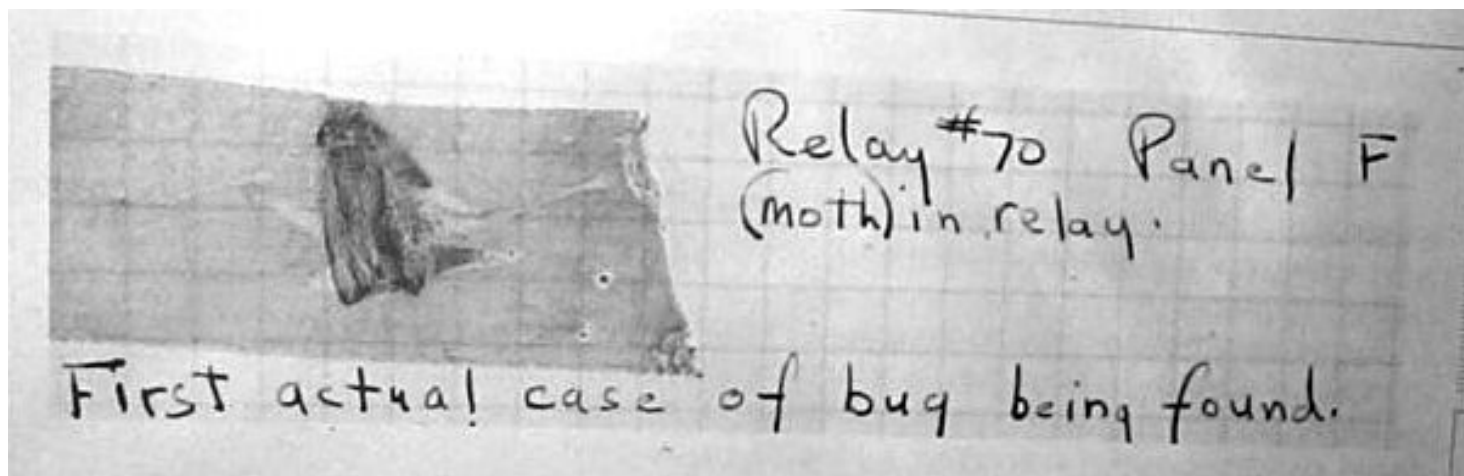 Relay #70 Panel F
(moth) in relay.
First actual case of bug being found.